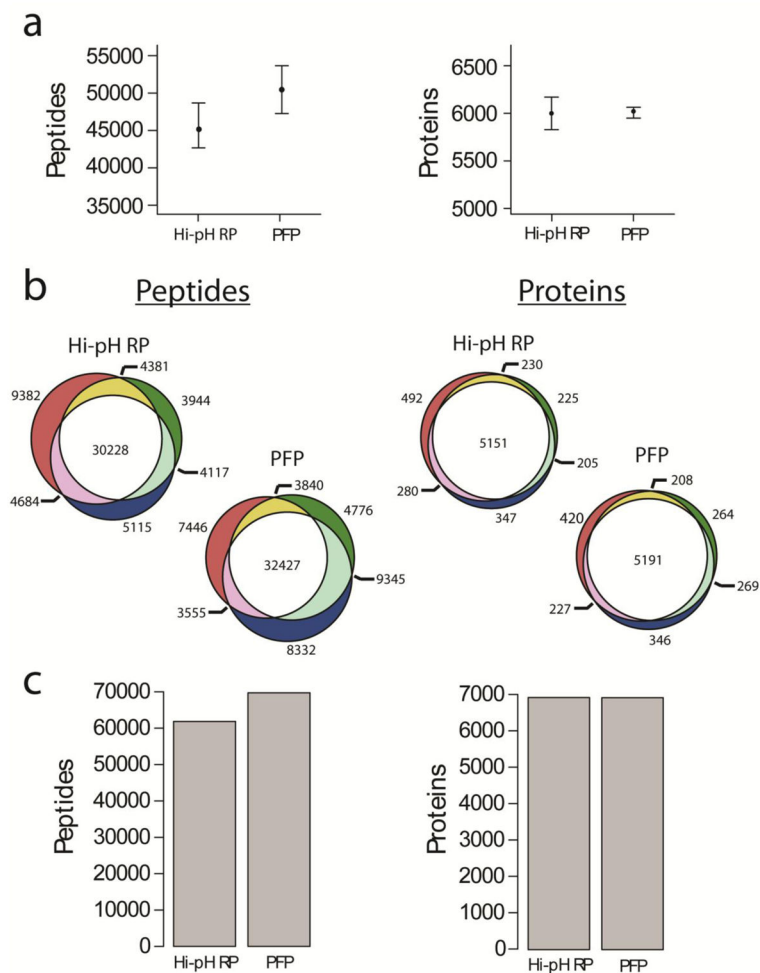 a
Peptides
55000
50000
45000
40000
35000
Hi-pH RP
PFP
Proteins
6500
6000
5500
5000
Hi-pH RP
PFP
b
Peptides
Hi-pH RP
9382
4381
3944
30228
4117
4684
5115
PFP
7446
3840
4776
32427
9345
3555
8332
Proteins
Hi-pH RP
492
230
225
5151
205
280
347
PFP
420
208
264
5191
269
227
346
c
Peptides
70000
60000
50000
40000
30000
20000
10000
0
Hi-pH RP
PFP
Proteins
7000
6000
5000
4000
3000
2000
1000
0
Hi-pH RP
PFP